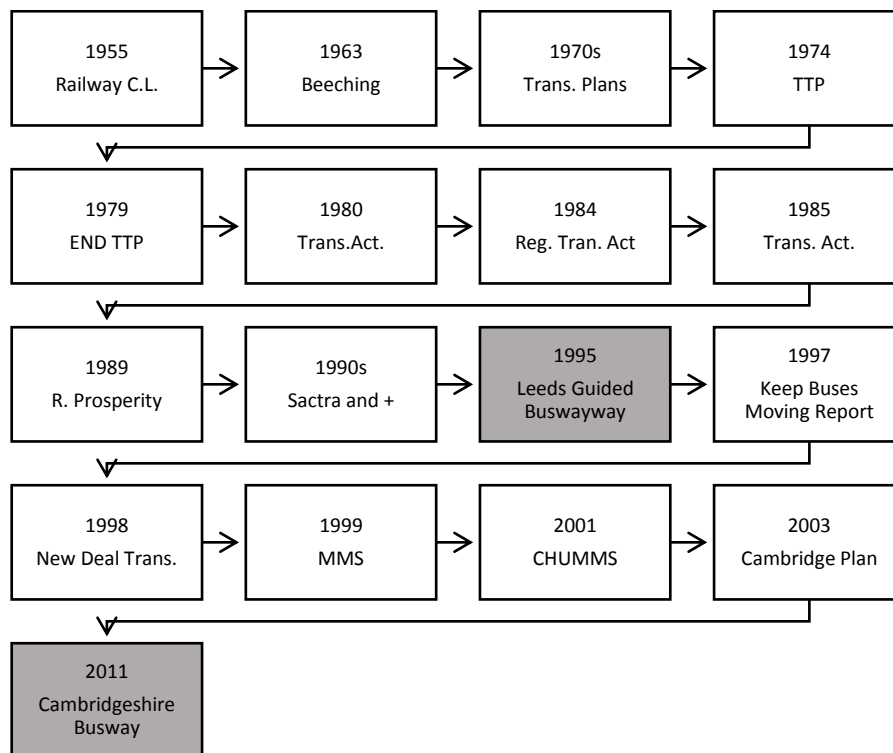 1955
Railway C.L.
1963
Beeching
1970s
Trans. Plans
1974
TTP
1979
END TTP
1980
Trans.Act.
1984
Reg. Tran. Act
1985
Trans. Act.
1989
R. Prosperity
1990s
Sactra and +
1995
Leeds Guided
Buswayway
1997
Keep Buses
Moving Report
1998
New Deal Trans.
1999
MMS
2001
CHUMMS
2003
Cambridge Plan
2011
Cambridgeshire
Busway